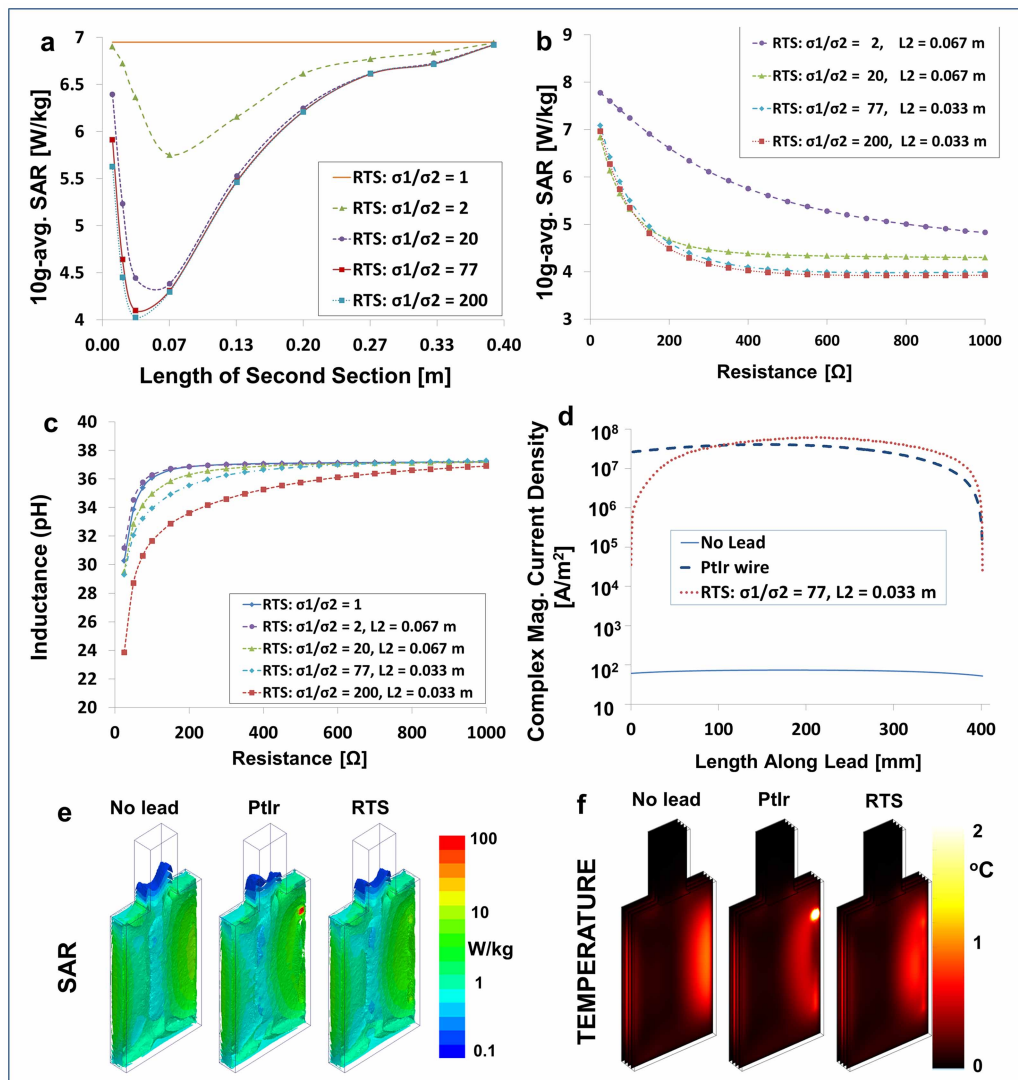 a
10g-avg. SAR [W/kg]
7
6.5
6
5.5
5
4.5
4
0.00
0.07
0.13
0.20
0.27
0.33
0.40
Length of Second Section [m]
RTS: σ1/σ2 = 1
RTS: σ1/σ2 = 2
RTS: σ1/σ2 = 20
RTS: σ1/σ2 = 77
RTS: σ1/σ2 = 200
b
10g-avg. SAR [W/kg]
9
8
7
6
5
4
3
0
200
400
600
800
1000
Resistance [Ω]
RTS: σ1/σ2 = 2, L2 = 0.067 m
RTS: σ1/σ2 = 20, L2 = 0.067 m
RTS: σ1/σ2 = 77, L2 = 0.033 m
RTS: σ1/σ2 = 200, L2 = 0.033 m
c
Inductance (pH)
40
38
36
34
32
30
28
26
24
22
20
0
200
400
600
800
1000
Resistance [Ω]
RTS: σ1/σ2 = 1
RTS: σ1/σ2 = 2, L2 = 0.067 m
RTS: σ1/σ2 = 20, L2 = 0.067 m
RTS: σ1/σ2 = 77, L2 = 0.033 m
RTS: σ1/σ2 = 200, L2 = 0.033 m
d
Complex Mag. Current Density
[A/m²]
10⁸
10⁷
10⁶
10⁵
10⁴
10³
10²
10
0
100
200
300
400
Length Along Lead [mm]
No Lead
PtIr wire
RTS: σ1/σ2 = 77, L2 = 0.033 m
e
No lead
PtIr
RTS
SAR
100
10
W/kg
1
0.1
f
No lead
PtIr
RTS
TEMPERATURE
2
ºC
1
0